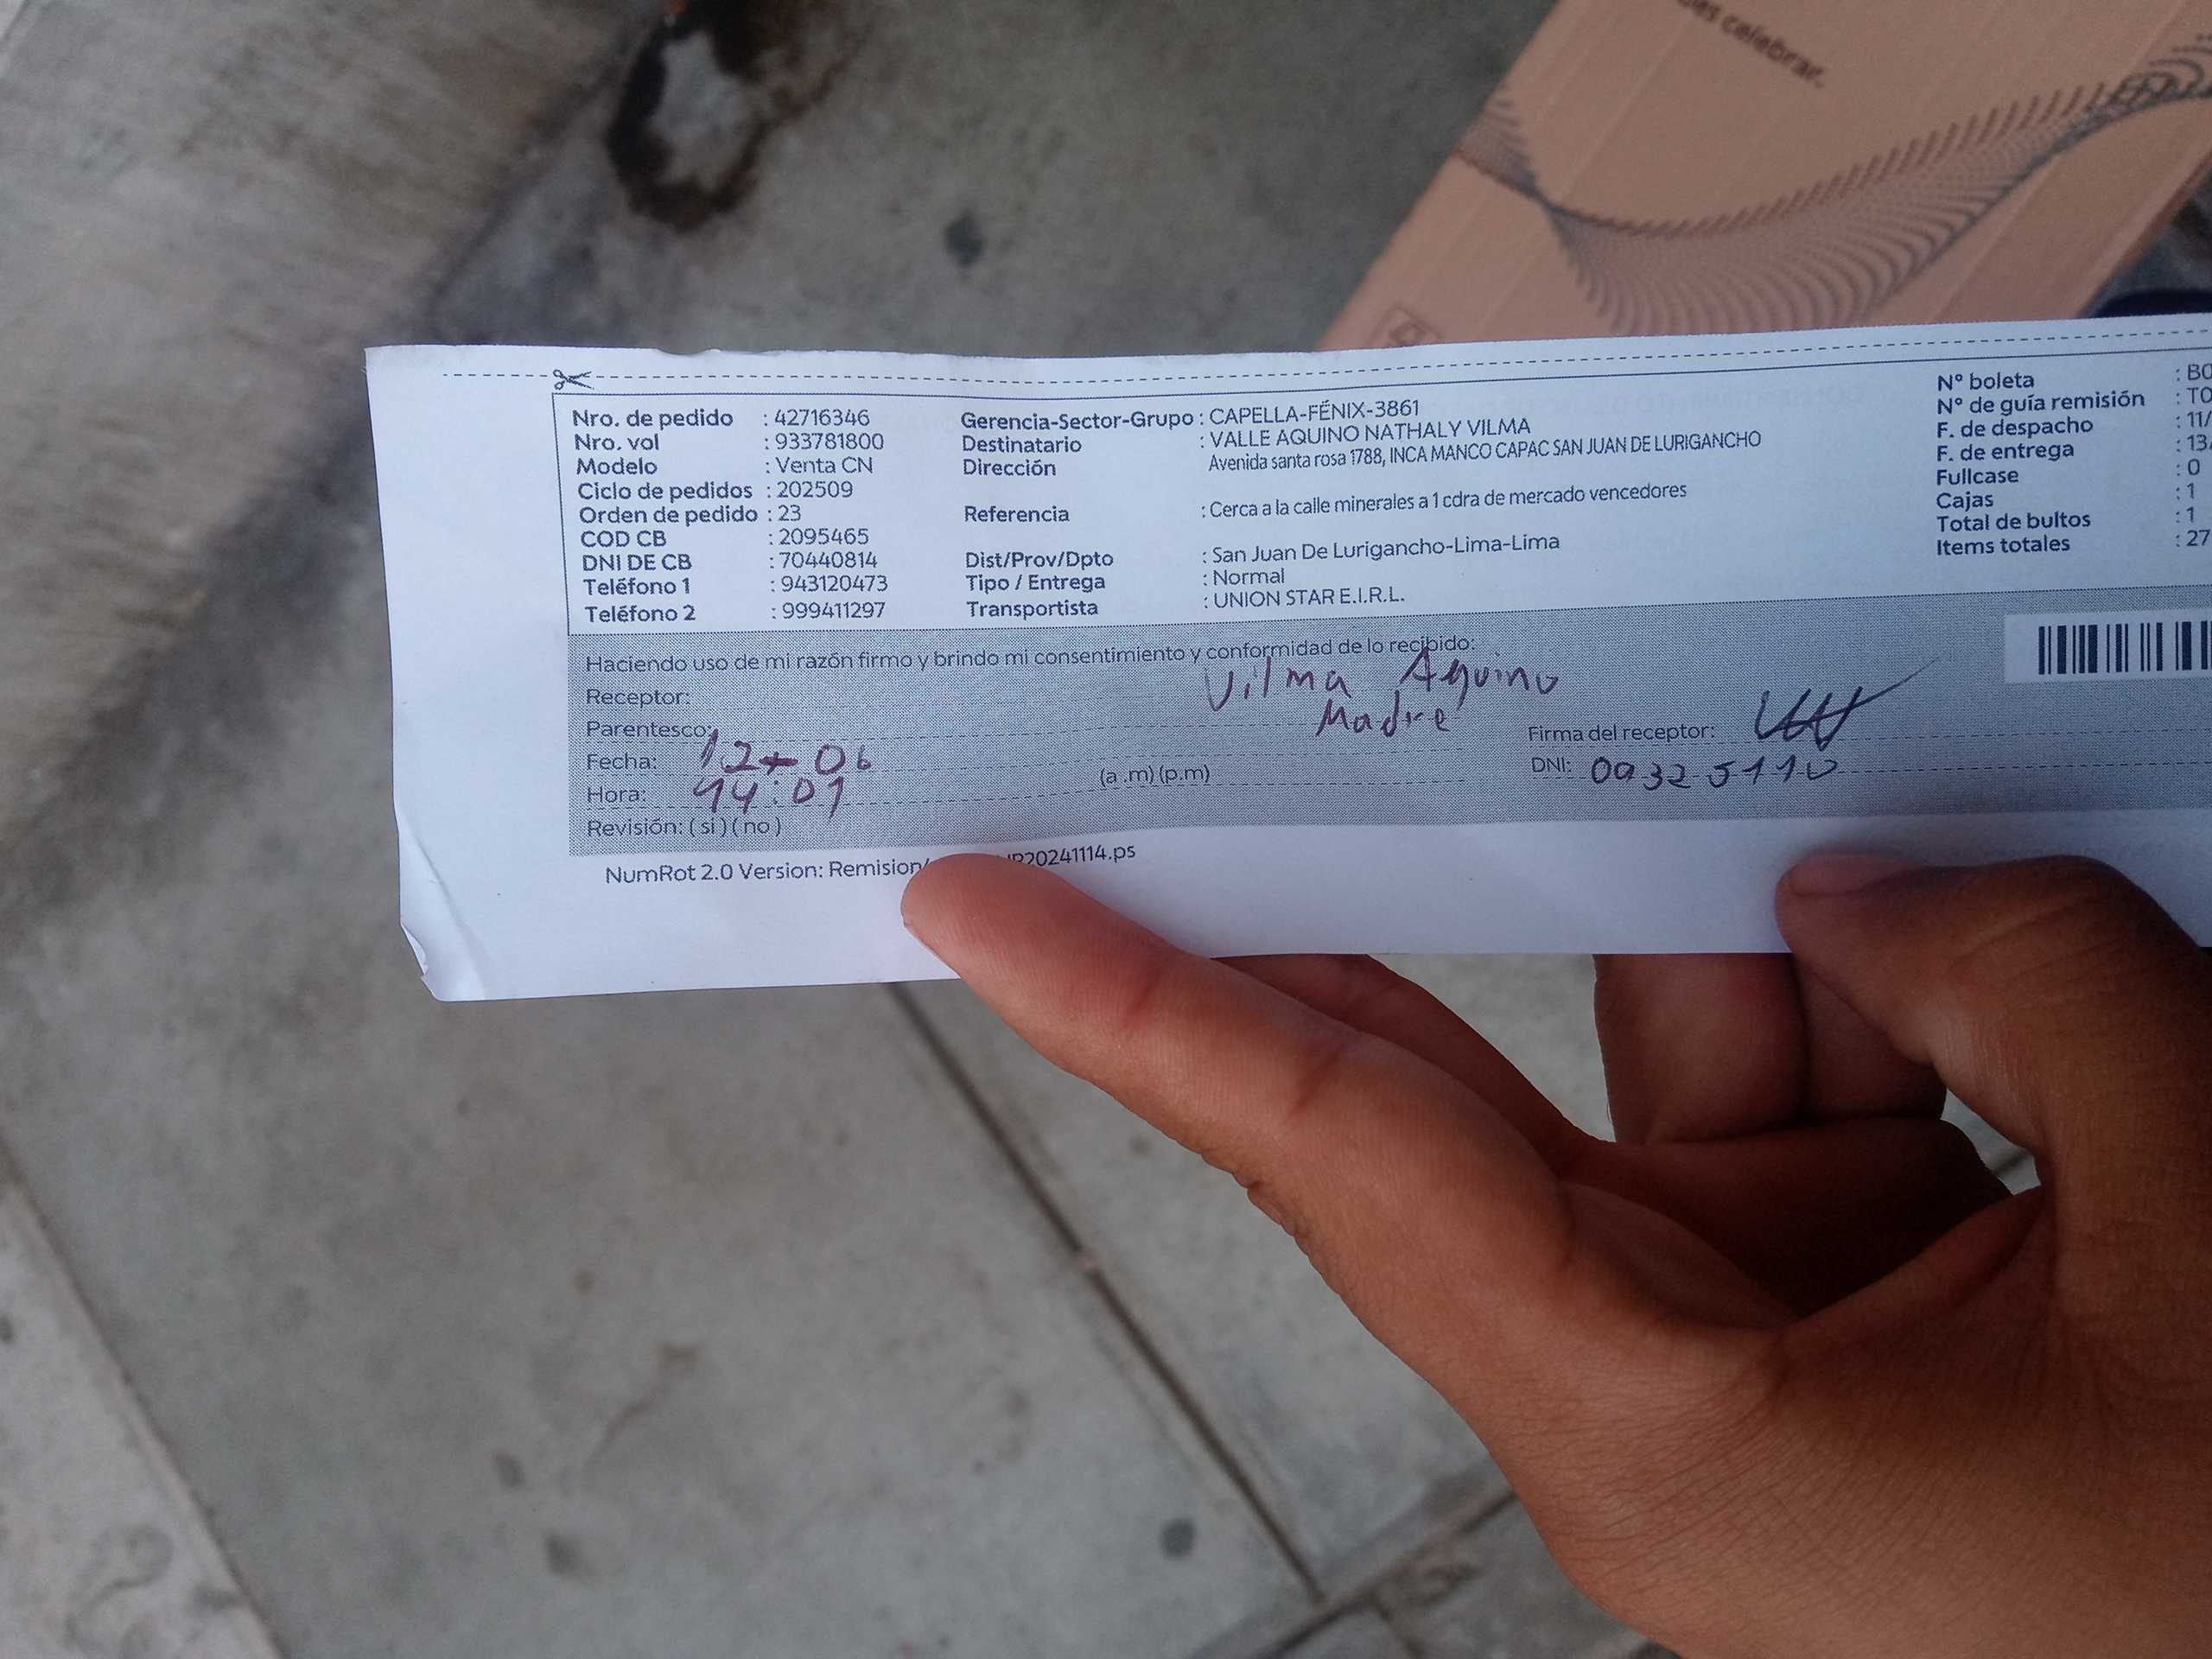 es celebrar.
Nro. de pedido : 42716346
Nro. vol : 933781800
Modelo : Venta CN
Ciclo de pedidos : 202509
Orden de pedido : 23
COD CB : 2095465
DNI DE CB : 70440814
Teléfono 1 : 943120473
Teléfono 2 : 999411297
Gerencia-Sector-Grupo : CAPELLA-FÉNIX-3861
Destinatario : VALLE AQUINO NATHALY VILMA
Dirección Avenida santa rosa 1788, INCA MANCO CAPAC SAN JUAN DE LURIGANCHO
Referencia : Cerca a la calle minerales a 1 cdra de mercado vencedores
Dist/Prov/Dpto : San Juan De Lurigancho-Lima-Lima
Tipo / Entrega : Normal
Transportista : UNION STAR E.I.R.L.
N° boleta : B0
N° de guía remisión : T0
F. de despacho : 11/
F. de entrega : 13
Fullcase : 0
Cajas : 1
Total de bultos : 1
Items totales : 27
Haciendo uso de mi razón firmo y brindo mi consentimiento y conformidad de lo recibido:
Receptor: Vilma Aquino
Parentesco: Madre
Firma del receptor:
Fecha: 12-06
Hora: 14:01 (a .m) (p.m)
DNI: 09325110
Revisión: ( si ) ( no )
NumRot 2.0 Version: Remision/ 20241114.ps